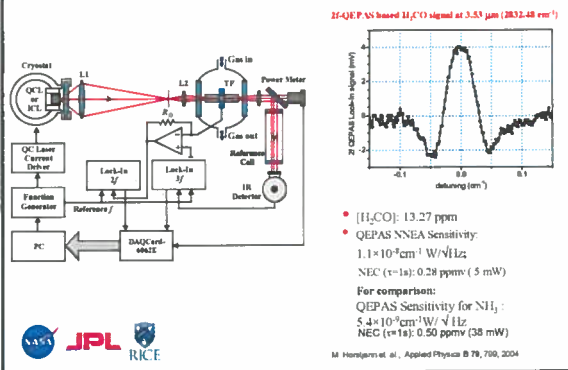 2f-QEPAS based H₂CO signal at 3.53 µm (2832.48 cm⁻¹)
Cryostat
QCL
or
ICL
L1
L2
Gas in
TF
Power Meter
R_G
Gas out
Reference
Cell
QC Laser
Current
Driver
Lock-In
2f
Lock-In
3f
IR
Detector
Function
Generator
Reference f
PC
DAQCard-
6062E
2f QEPAS Lock-In signal (mV)
4
2
0
-2
-0.1
0.0
0.1
detuning (cm⁻¹)
• [H₂CO]: 13.27 ppm
• QEPAS NNEA Sensitivity:
1.1×10⁻⁸cm⁻¹ W/√Hz;
NEC (τ=1s): 0.28 ppmv ( 5 mW)
For comparison:
QEPAS Sensitivity for NH₃ :
5.4×10⁻⁹cm⁻¹W/ √ Hz
NEC (τ=1s): 0.50 ppmv (38 mW)
NASA
JPL
RICE
M. Horstjann et. al., Applied Physics B 79, 799, 2004